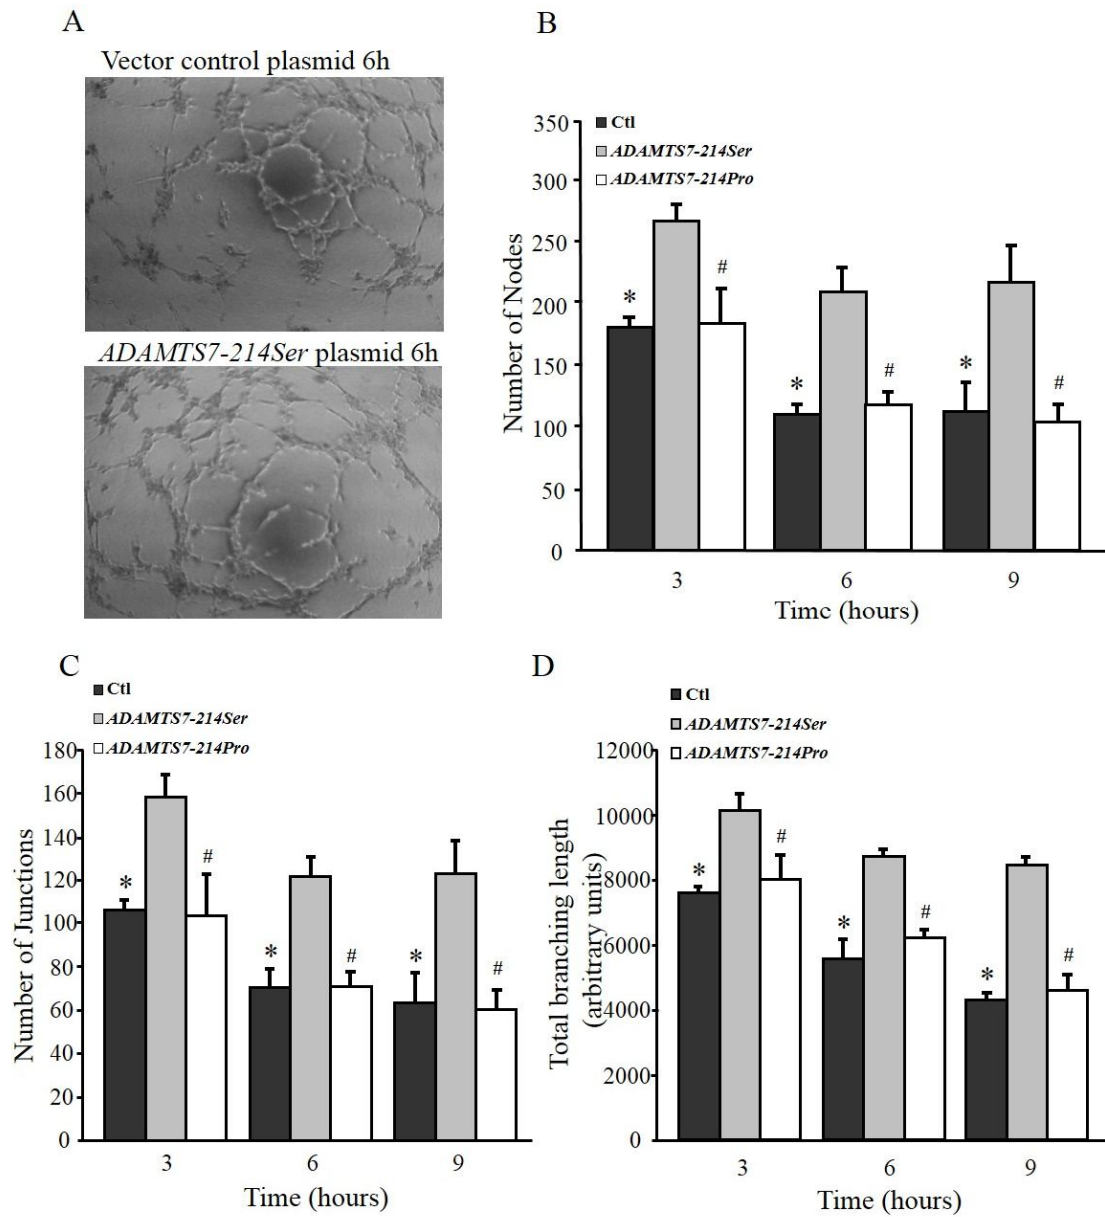 A
Vector control plasmid 6h
ADAMTS7-214Ser plasmid 6h
B
Ctl
ADAMTS7-214Ser
ADAMTS7-214Pro
Number of Nodes
350
300
250
200
150
100
50
0
*
#
*
#
*
#
3 6 9
Time (hours)
C
Ctl
ADAMTS7-214Ser
ADAMTS7-214Pro
Number of Junctions
180
160
140
120
100
80
60
40
20
0
*
#
*
#
*
#
3 6 9
Time (hours)
D
Ctl
ADAMTS7-214Ser
ADAMTS7-214Pro
Total branching length
(arbitrary units)
12000
10000
8000
6000
4000
2000
0
*
#
*
#
*
#
3 6 9
Time (hours)